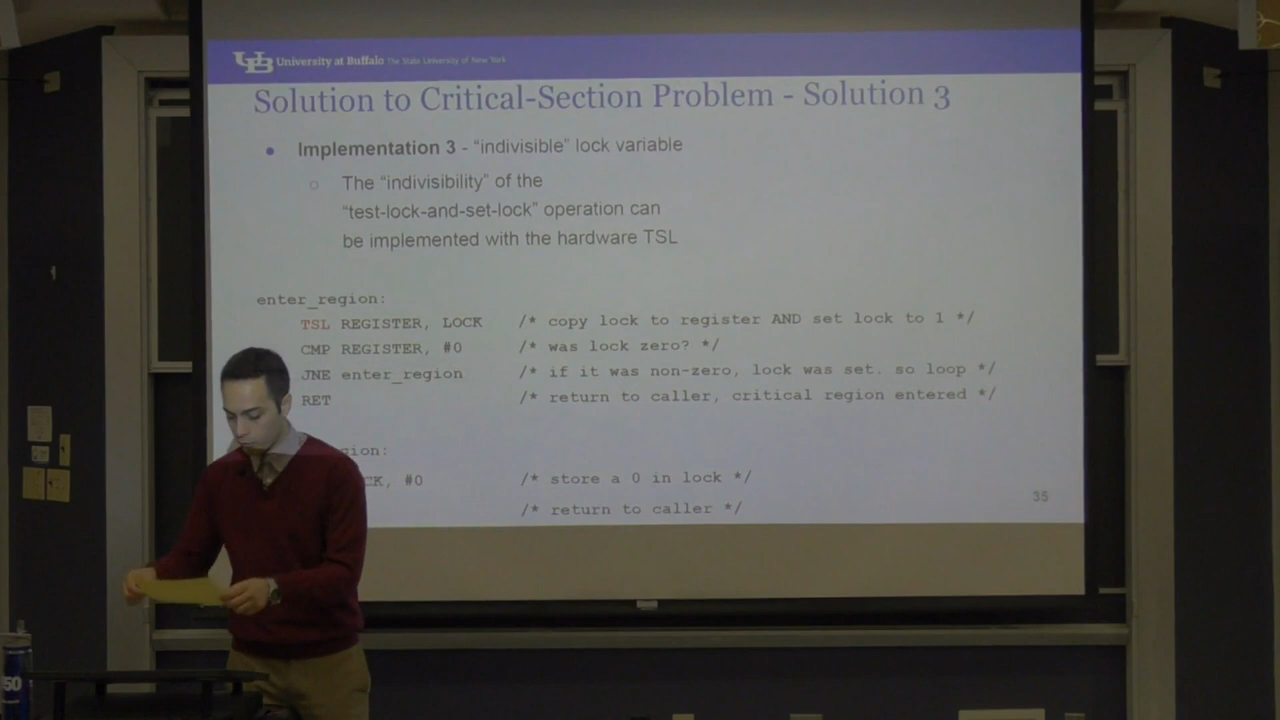 University at Buffalo The State University of New York
Solution to Critical-Section Problem - Solution 3
• Implementation 3 - “indivisible” lock variable
○ The “indivisibility” of the
“test-lock-and-set-lock” operation can
be implemented with the hardware TSL
enter_region:
TSL REGISTER, LOCK /* copy lock to register AND set lock to 1 */
CMP REGISTER, #0 /* was lock zero? */
JNE enter_region /* if it was non-zero, lock was set. so loop */
RET /* return to caller, critical region entered */
gion:
CK, #0 /* store a 0 in lock */
/* return to caller */
35
50